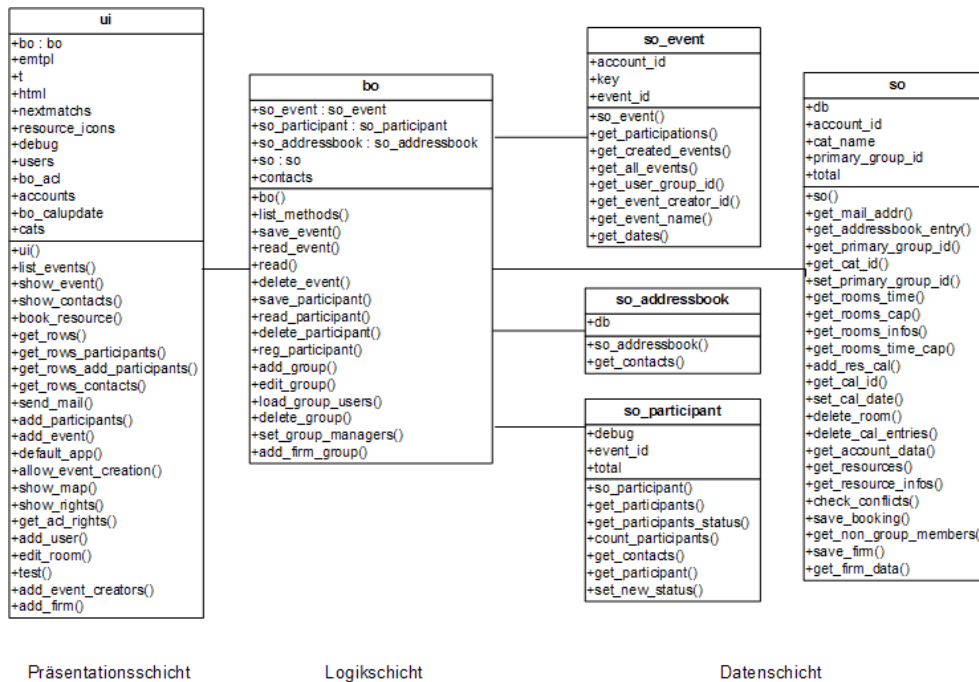 ui
+bo : bo
+emtpl
+t
+html
+nextmatchs
+resource_icons
+debug
+users
+bo_acl
+accounts
+bo_calupdate
+cats
+ui()
+list_events()
+show_event()
+show_contacts()
+book_resource()
+get_rows()
+get_rows_participants()
+get_rows_add_participants()
+get_rows_contacts()
+send_mail()
+add_participants()
+add_event()
+default_app()
+allow_event_creation()
+show_map()
+show_rights()
+get_acl_rights()
+add_user()
+edit_room()
+test()
+add_event_creators()
+add_firm()
bo
+so_event : so_event
+so_participant : so_participant
+so_addressbook : so_addressbook
+so : so
+contacts
+bo()
+list_methods()
+save_event()
+read_event()
+read()
+delete_event()
+save_participant()
+read_participant()
+delete_participant()
+reg_participant()
+add_group()
+edit_group()
+load_group_users()
+delete_group()
+set_group_managers()
+add_firm_group()
so_event
+account_id
+key
+event_id
+so_event()
+get_participations()
+get_created_events()
+get_all_events()
+get_user_group_id()
+get_event_creator_id()
+get_event_name()
+get_dates()
so_addressbook
+db
+so_addressbook()
+get_contacts()
so_participant
+debug
+event_id
+total
+so_participant()
+get_participants()
+get_participants_status()
+count_participants()
+get_contacts()
+get_participant()
+set_new_status()
so
+db
+account_id
+cat_name
+primary_group_id
+total
+so()
+get_mail_addr()
+get_addressbook_entry()
+get_primary_group_id()
+get_cat_id()
+set_primary_group_id()
+get_rooms_time()
+get_rooms_cap()
+get_rooms_infos()
+get_rooms_time_cap()
+add_res_cal()
+get_cal_id()
+set_cal_date()
+delete_room()
+delete_cal_entries()
+get_account_data()
+get_resources()
+get_resource_infos()
+check_conflicts()
+save_booking()
+get_non_group_members()
+save_firm()
+get_firm_data()
Präsentationsschicht
Logikschicht
Datenschicht